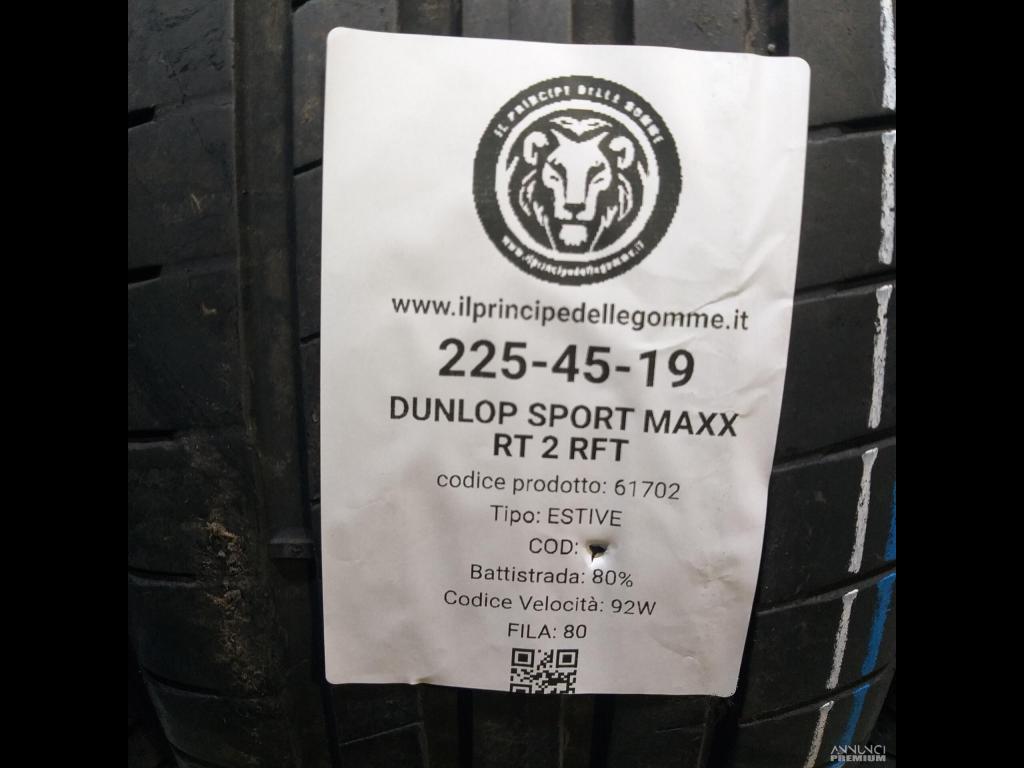 IL PRINCIPE DELLE GOMME
www.ilprincipedellegomme.it
www.ilprincipedellegomme.it
225-45-19
DUNLOP SPORT MAXX
RT 2 RFT
codice prodotto: 61702
Tipo: ESTIVE
COD:
Battistrada: 80%
Codice Velocità: 92W
FILA: 80
ANNUNCI
PREMIUM